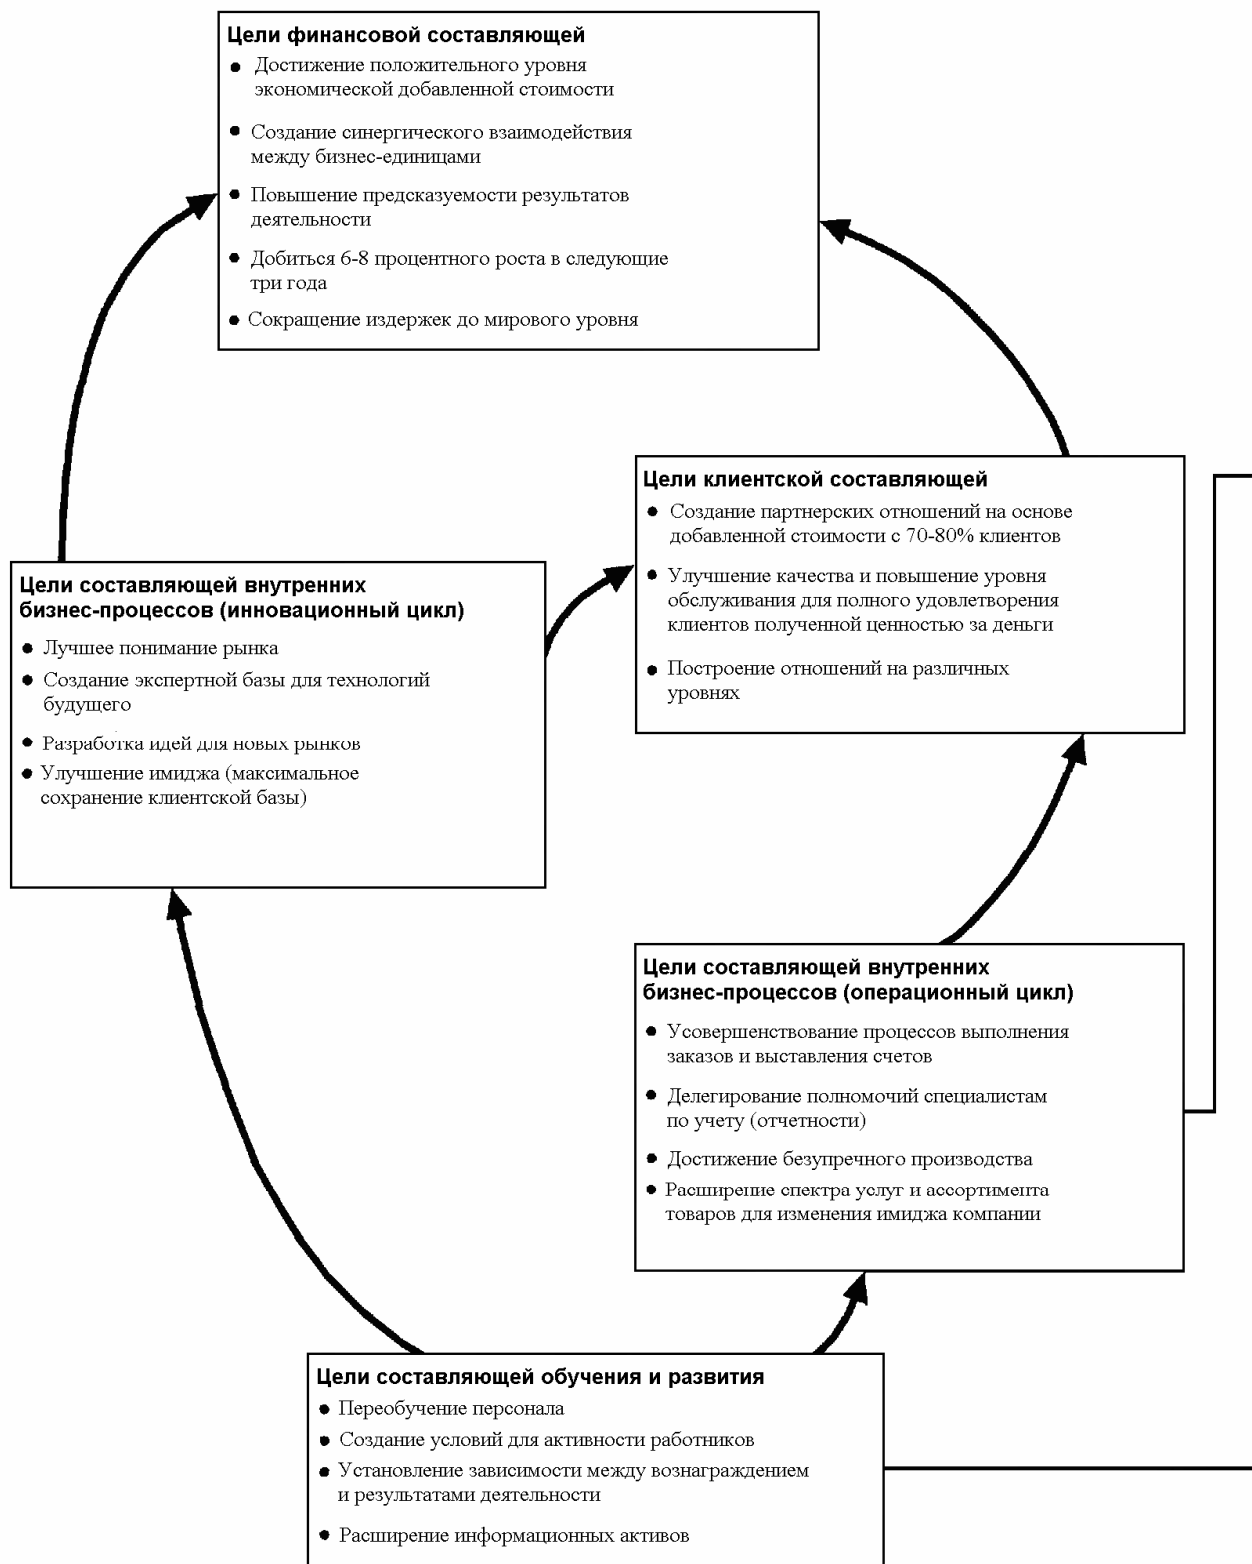 Цели финансовой составляющей
● Достижение положительного уровня
экономической добавленной стоимости
● Создание синергического взаимодействия
между бизнес-единицами
● Повышение предсказуемости результатов
деятельности
● Добиться 6-8 процентного роста в следующие
три года
● Сокращение издержек до мирового уровня
Цели клиентской составляющей
● Создание партнерских отношений на основе
добавленной стоимости с 70-80% клиентов
● Улучшение качества и повышение уровня
обслуживания для полного удовлетворения
клиентов полученной ценностью за деньги
● Построение отношений на различных
уровнях
Цели составляющей внутренних
бизнес-процессов (инновационный цикл)
● Лучшее понимание рынка
● Создание экспертной базы для технологий
будущего
● Разработка идей для новых рынков
● Улучшение имиджа (максимальное
сохранение клиентской базы)
Цели составляющей внутренних
бизнес-процессов (операционный цикл)
● Усовершенствование процессов выполнения
заказов и выставления счетов
● Делегирование полномочий специалистам
по учету (отчетности)
● Достижение безупречного производства
● Расширение спектра услуг и ассортимента
товаров для изменения имиджа компании
Цели составляющей обучения и развития
● Переобучение персонала
● Создание условий для активности работников
● Установление зависимости между вознаграждением
и результатами деятельности
● Расширение информационных активов